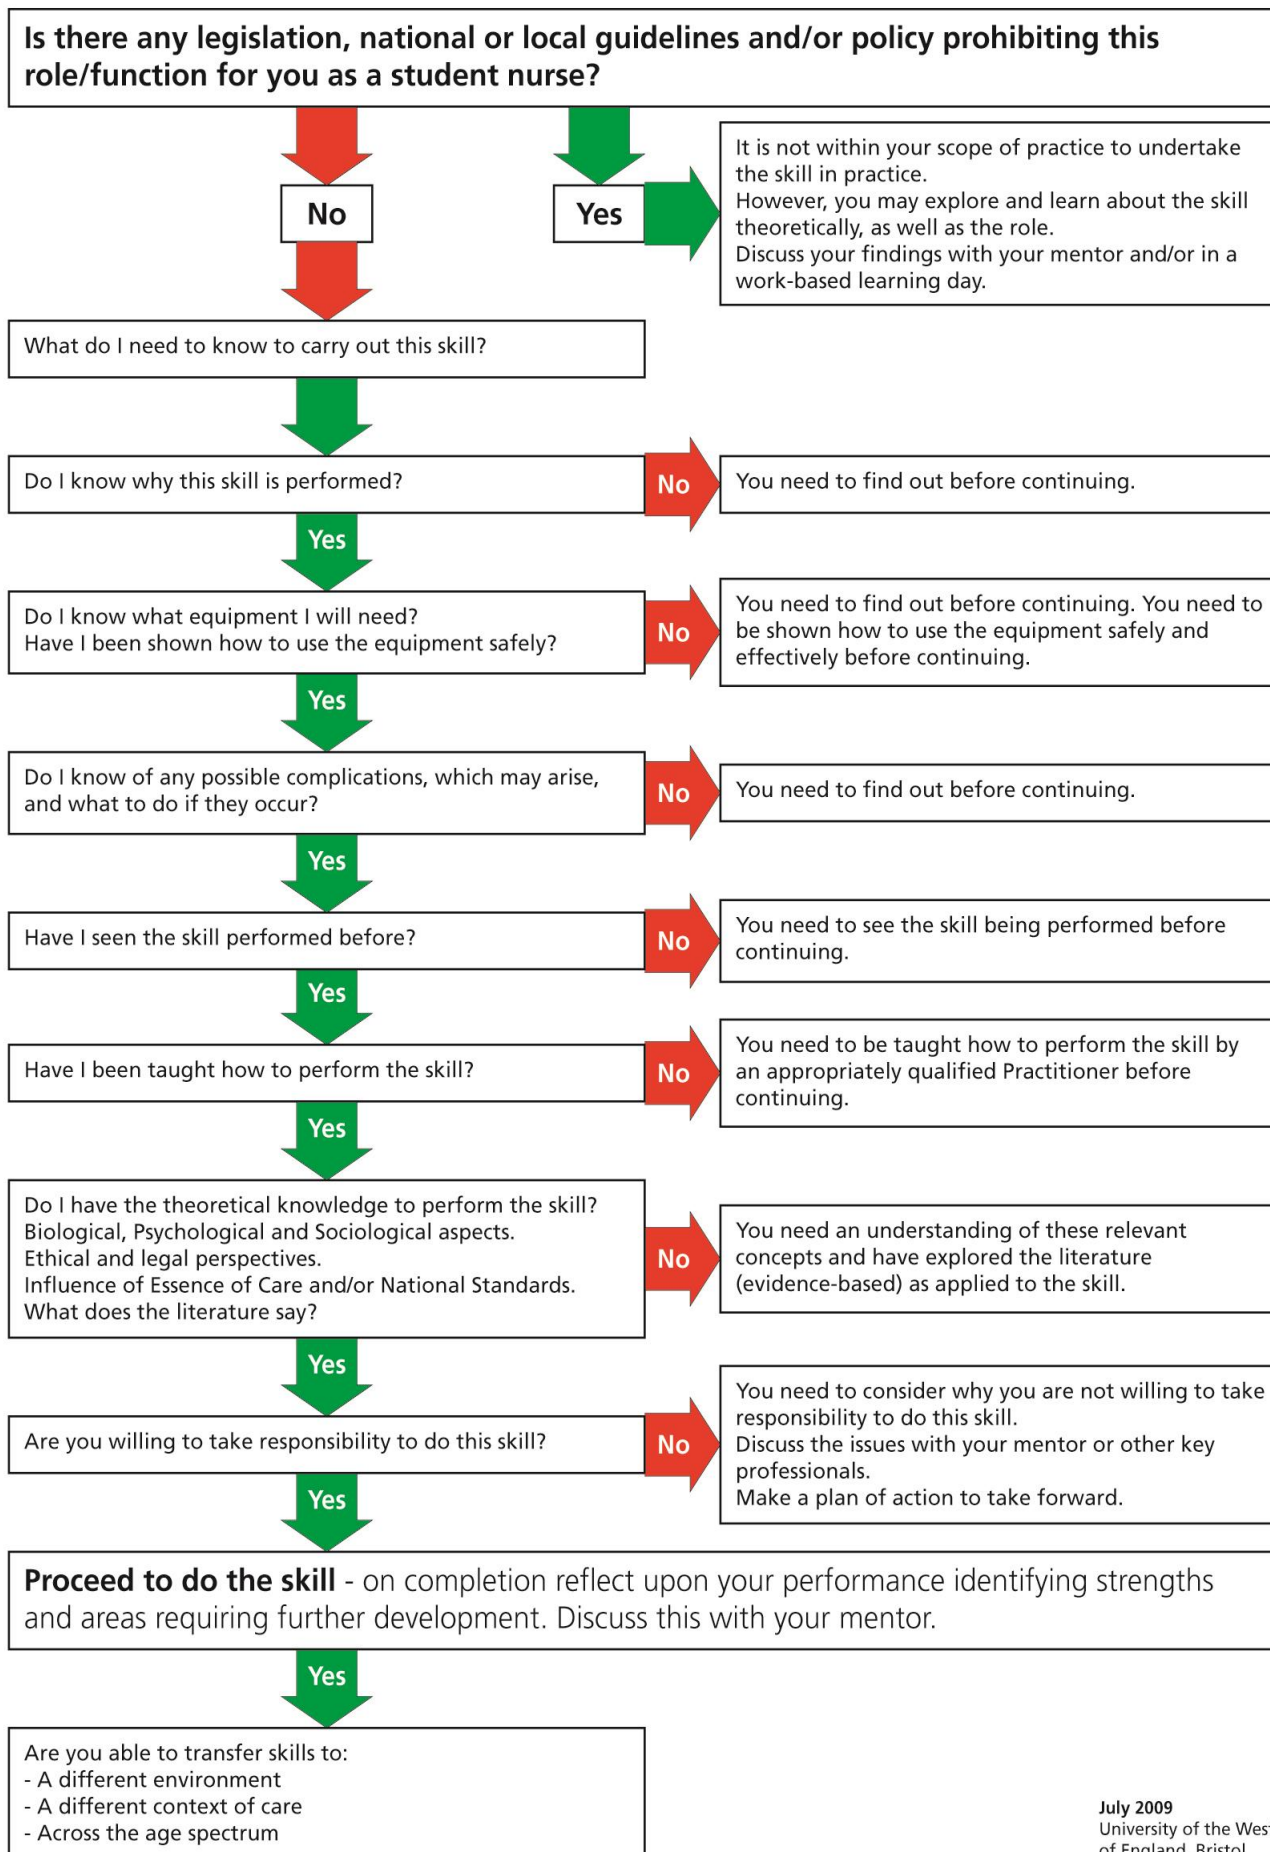 Is there any legislation, national or local guidelines and/or policy prohibiting this
role/function for you as a student nurse?
No
Yes
It is not within your scope of practice to undertake
the skill in practice.
However, you may explore and learn about the skill
theoretically, as well as the role.
Discuss your findings with your mentor and/or in a
work-based learning day.
What do I need to know to carry out this skill?
Do I know why this skill is performed?
No
You need to find out before continuing.
Yes
Do I know what equipment I will need?
Have I been shown how to use the equipment safely?
No
You need to find out before continuing. You need to
be shown how to use the equipment safely and
effectively before continuing.
Yes
Do I know of any possible complications, which may arise,
and what to do if they occur?
No
You need to find out before continuing.
Yes
Have I seen the skill performed before?
No
You need to see the skill being performed before
continuing.
Yes
Have I been taught how to perform the skill?
No
You need to be taught how to perform the skill by
an appropriately qualified Practitioner before
continuing.
Yes
Do I have the theoretical knowledge to perform the skill?
Biological, Psychological and Sociological aspects.
Ethical and legal perspectives.
Influence of Essence of Care and/or National Standards.
What does the literature say?
No
You need an understanding of these relevant
concepts and have explored the literature
(evidence-based) as applied to the skill.
Yes
Are you willing to take responsibility to do this skill?
No
You need to consider why you are not willing to take
responsibility to do this skill.
Discuss the issues with your mentor or other key
professionals.
Make a plan of action to take forward.
Yes
Proceed to do the skill - on completion reflect upon your performance identifying strengths
and areas requiring further development. Discuss this with your mentor.
Yes
Are you able to transfer skills to:
- A different environment
- A different context of care
- Across the age spectrum
July 2009
University of the West
of England, Bristol